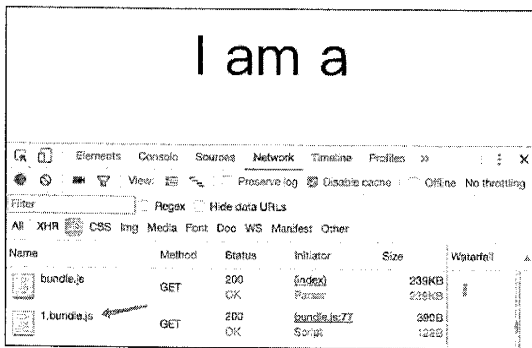 I am a
Elements Console Sources Network Timeline Profiles »
View: Preserve log Disable cache Offline No throttling
Filter Regex Hide data URLs
All XHR JS CSS Img Media Font Doc WS Manifest Other
Name Method Status Initiator Size Waterfall
bundle.js GET 200 (index) 239KB
OK Parser 239KB
1.bundle.js GET 200 bundle.js:77 390B
OK Script